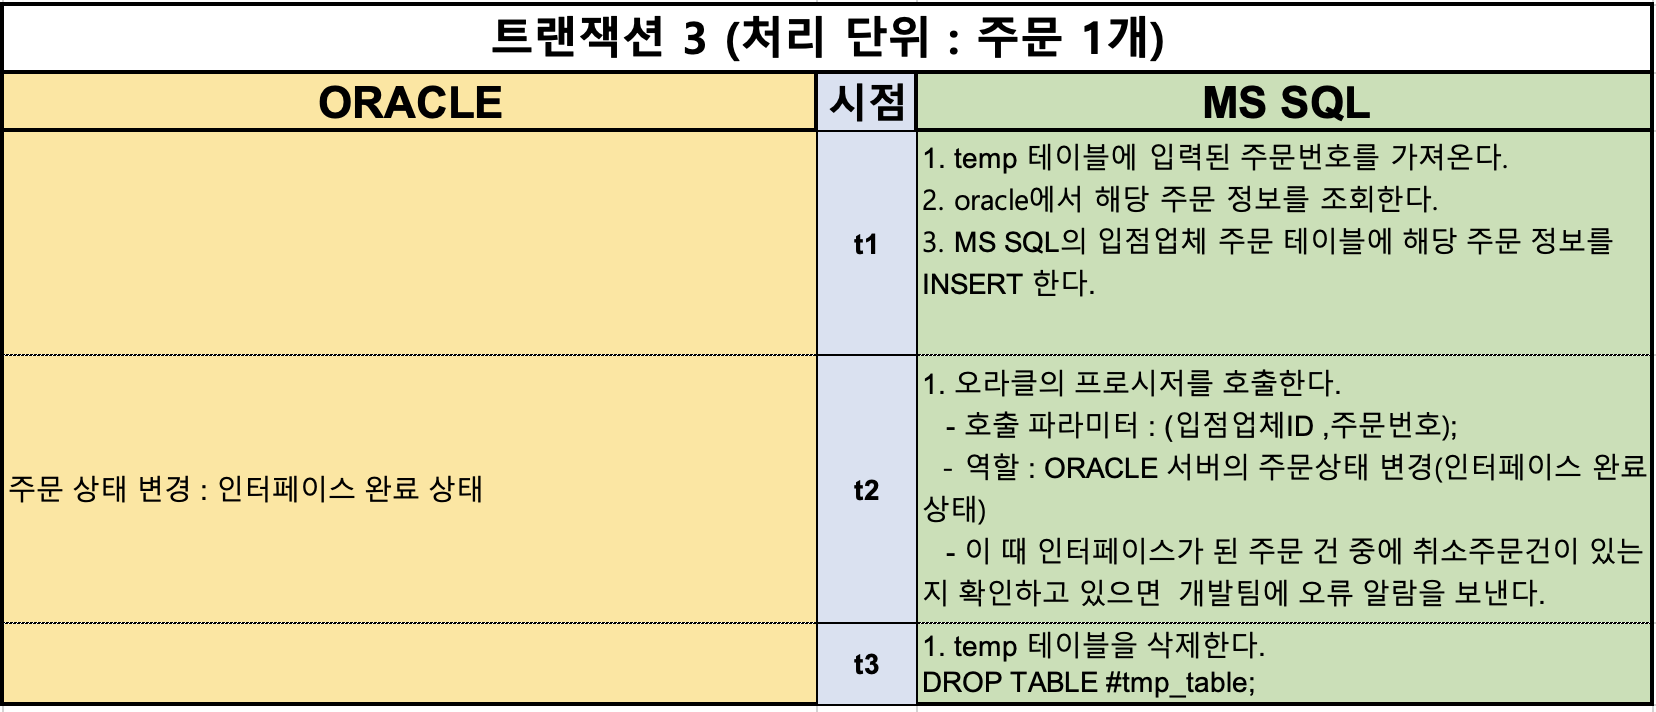 트랜잭션 3 (처리 단위 : 주문 1개)
ORACLE
시점
MS SQL
t1
1. temp 테이블에 입력된 주문번호를 가져온다.
2. oracle에서 해당 주문 정보를 조회한다.
3. MS SQL의 입점업체 주문 테이블에 해당 주문 정보를
INSERT 한다.
주문 상태 변경 : 인터페이스 완료 상태
t2
1. 오라클의 프로시저를 호출한다.
- 호출 파라미터 : (입점업체ID ,주문번호);
- 역할 : ORACLE 서버의 주문상태 변경(인터페이스 완료
상태)
- 이 때 인터페이스가 된 주문 건 중에 취소주문건이 있는
지 확인하고 있으면 개발팀에 오류 알람을 보낸다.
t3
1. temp 테이블을 삭제한다.
DROP TABLE #tmp_table;